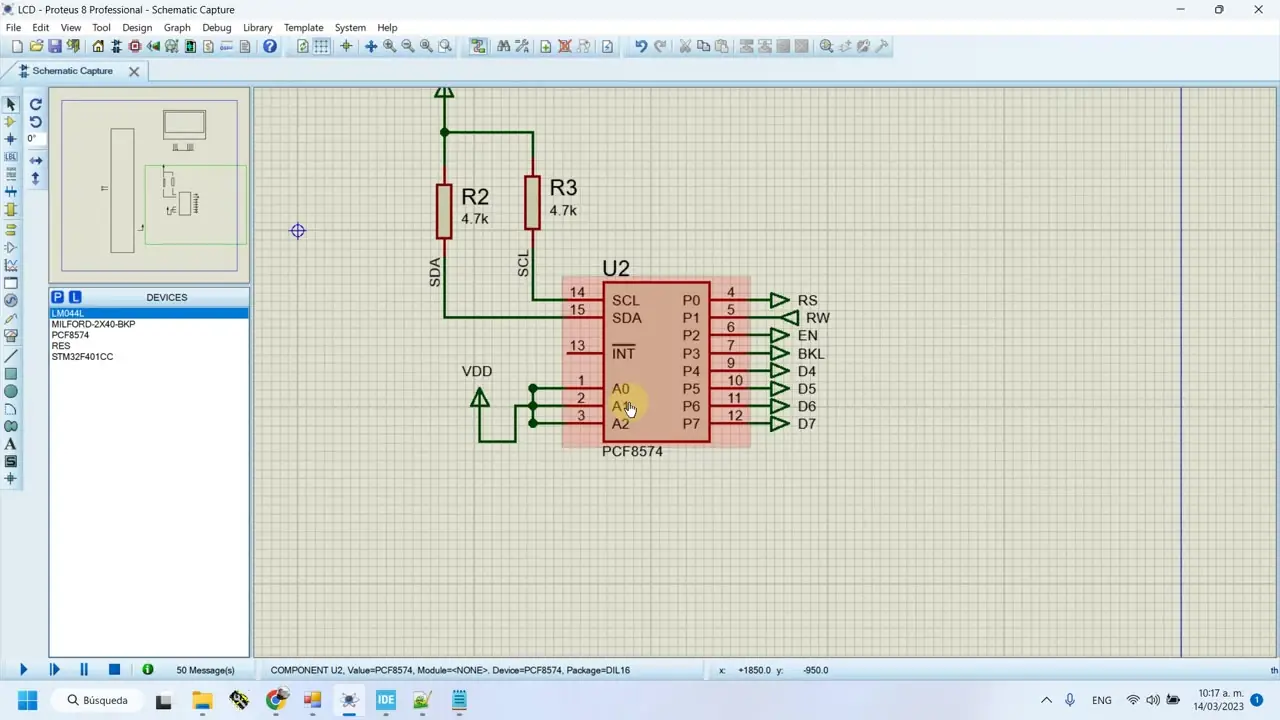 LCD - Proteus 8 Professional - Schematic Capture
File Edit View Tool Design Graph Debug Library Template System Help
Schematic Capture
0°
LBL
A
P L DEVICES
LM044L
MILFORD-2X40-BKP
PCF8574
RES
STM32F401CC
R2
4.7k
R3
4.7k
SDA
SCL
U2
14 SCL P0 4 RS
15 SDA P1 5 RW
P2 6 EN
13 INT P3 7 BKL
P4 9 D4
VDD
1 A0 P5 10 D5
2 P6 11 D6
3 A2 P7 12 D7
PCF8574
50 Message(s)
COMPONENT U2, Value=PCF8574, Module=<NONE>, Device=PCF8574, Package=DIL16
x: +1850.0 y: -950.0
th
Búsqueda
IDE
ENG
10:17 a. m.
14/03/2023
1